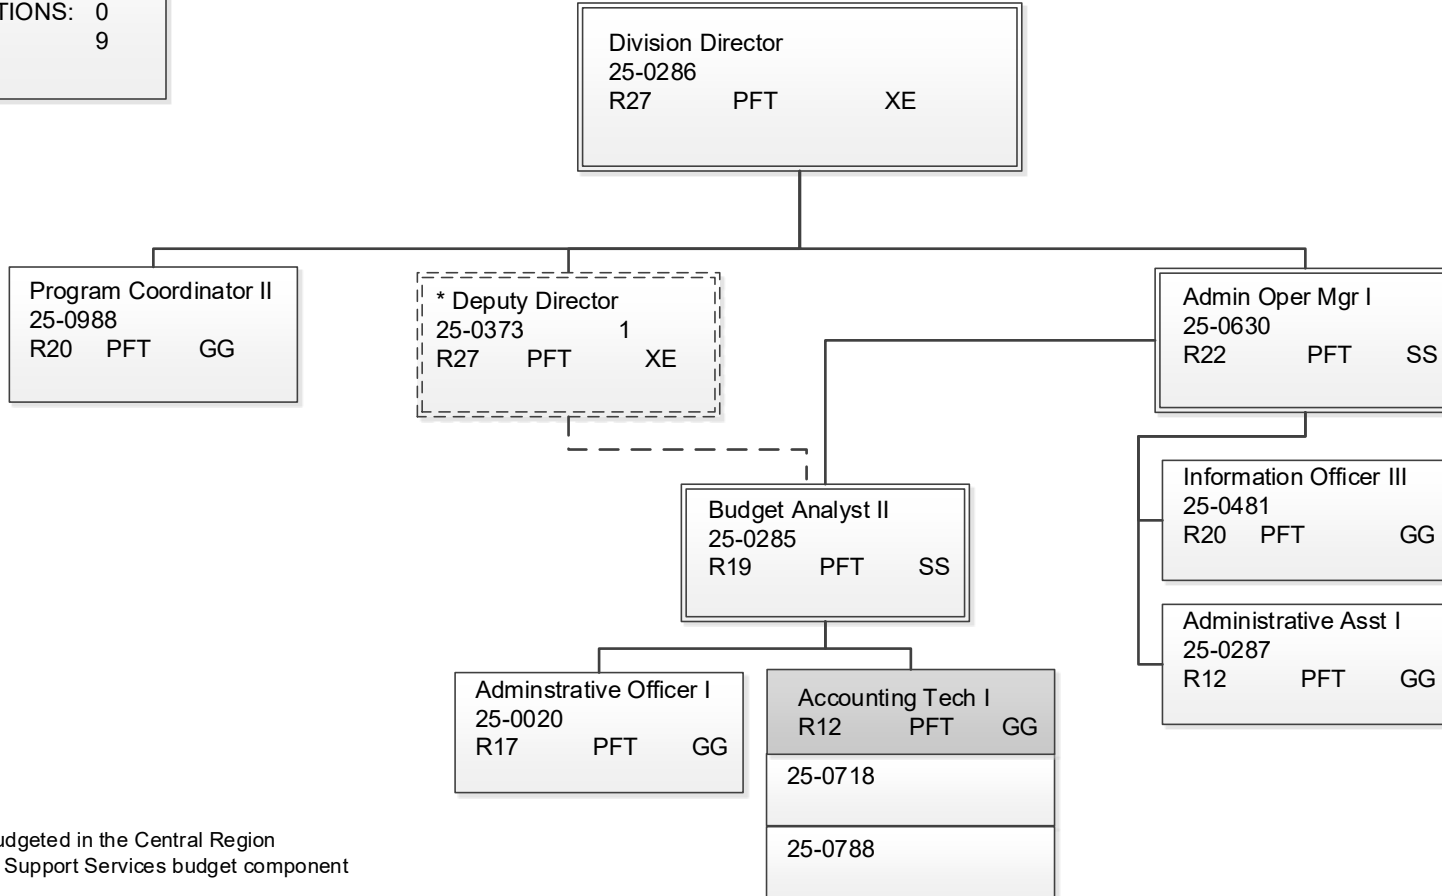 TIONS: 0
9
Division Director
25-0286
R27 PFT XE
Program Coordinator II
25-0988
R20 PFT GG
* Deputy Director
25-0373 1
R27 PFT XE
Admin Oper Mgr I
25-0630
R22 PFT SS
Budget Analyst II
25-0285
R19 PFT SS
Information Officer III
25-0481
R20 PFT GG
Administrative Asst I
25-0287
R12 PFT GG
Adminstrative Officer I
25-0020
R17 PFT GG
Accounting Tech I
R12 PFT GG
25-0718
25-0788
udgeted in the Central Region
Support Services budget component